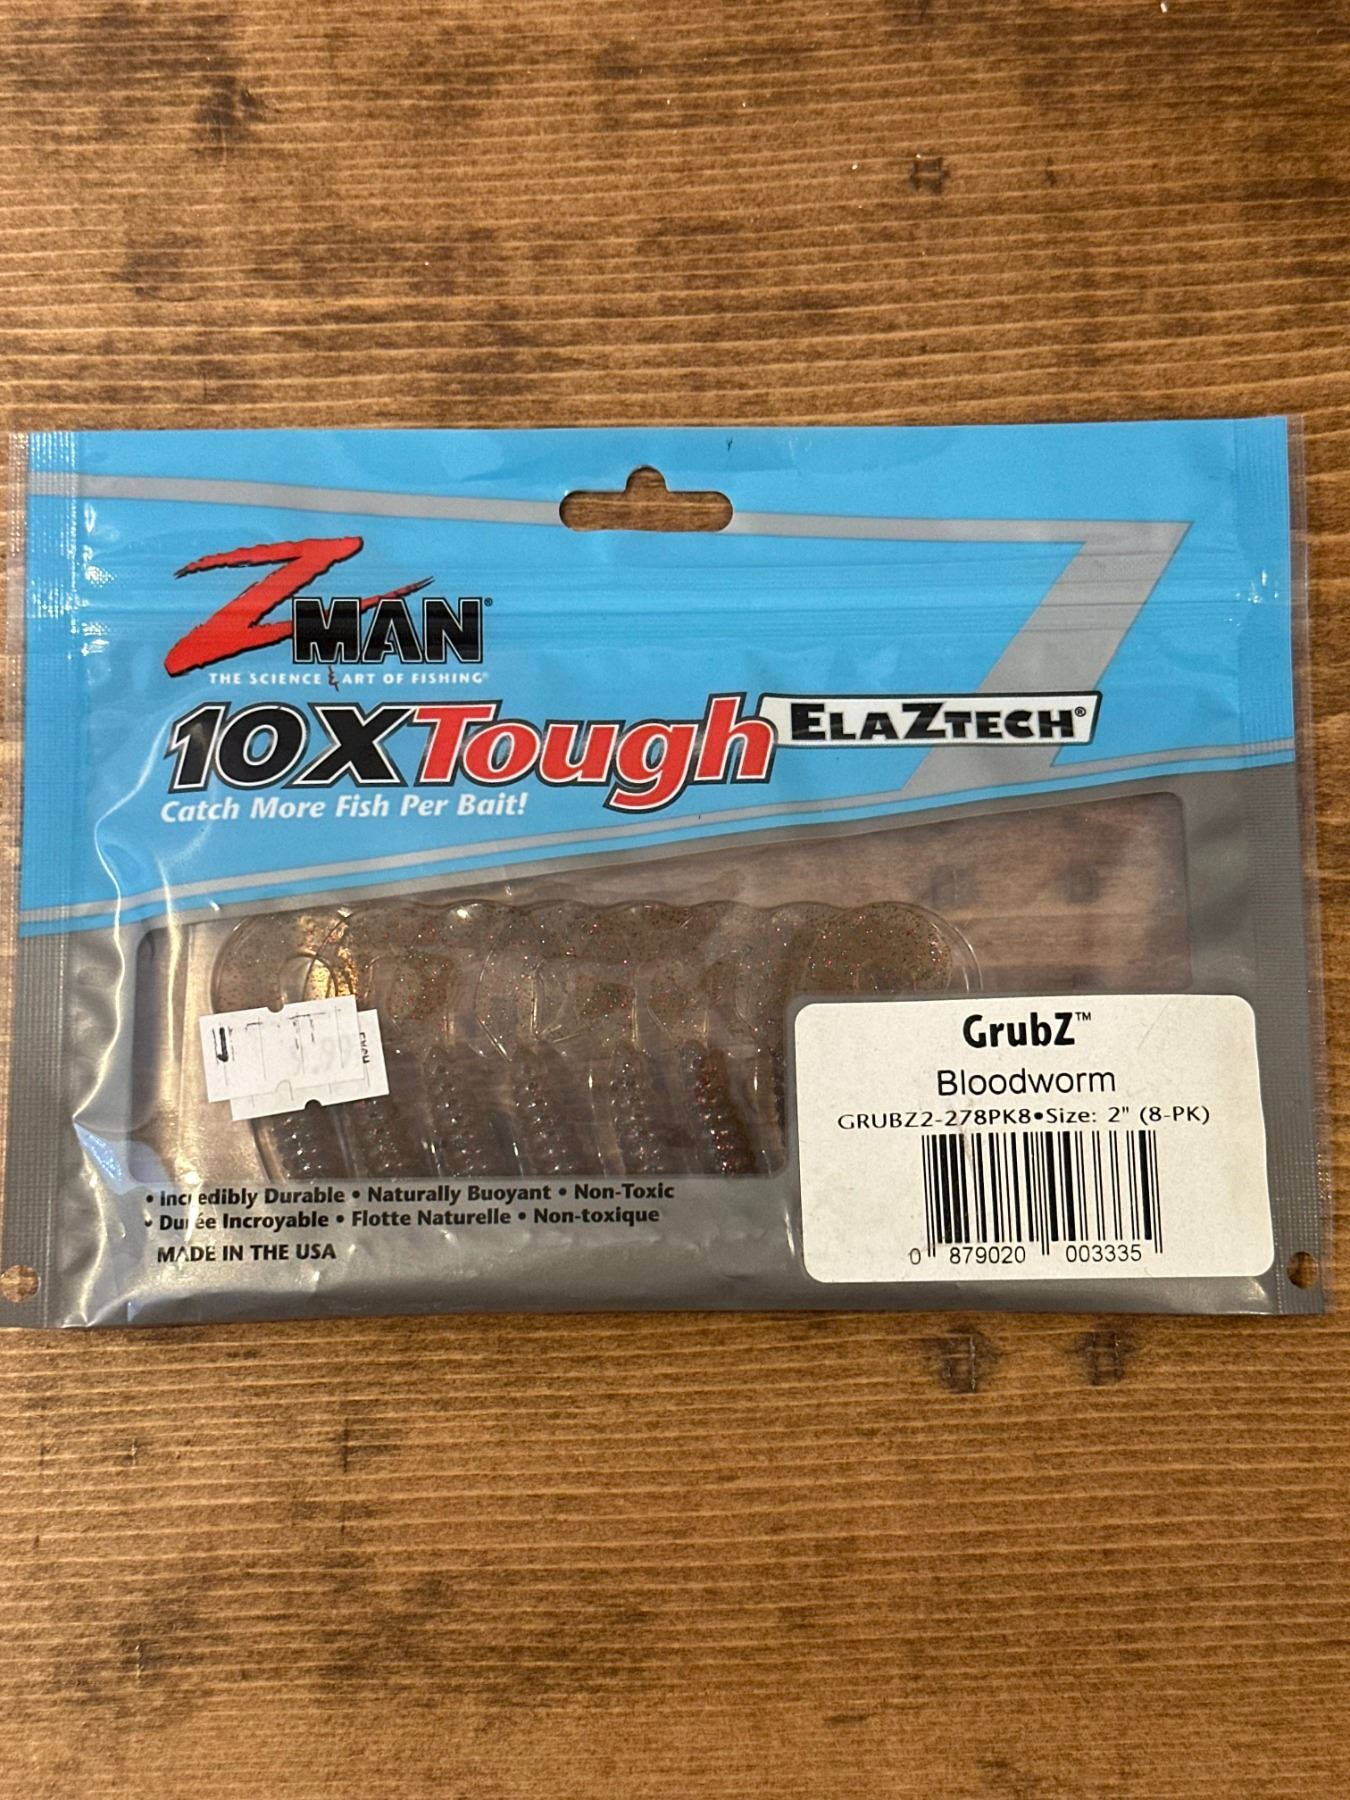 ZMAN®
THE SCIENCE & ART OF FISHING®
10X Tough ELAZTECH®
Catch More Fish Per Bait!
GrubZ™
Bloodworm
GRUBZ2-278PK8•Size: 2" (8-PK)
0 879020 003335
• Incredibly Durable • Naturally Buoyant • Non-Toxic
• Durée Incroyable • Flotte Naturelle • Non-toxique
MADE IN THE USA